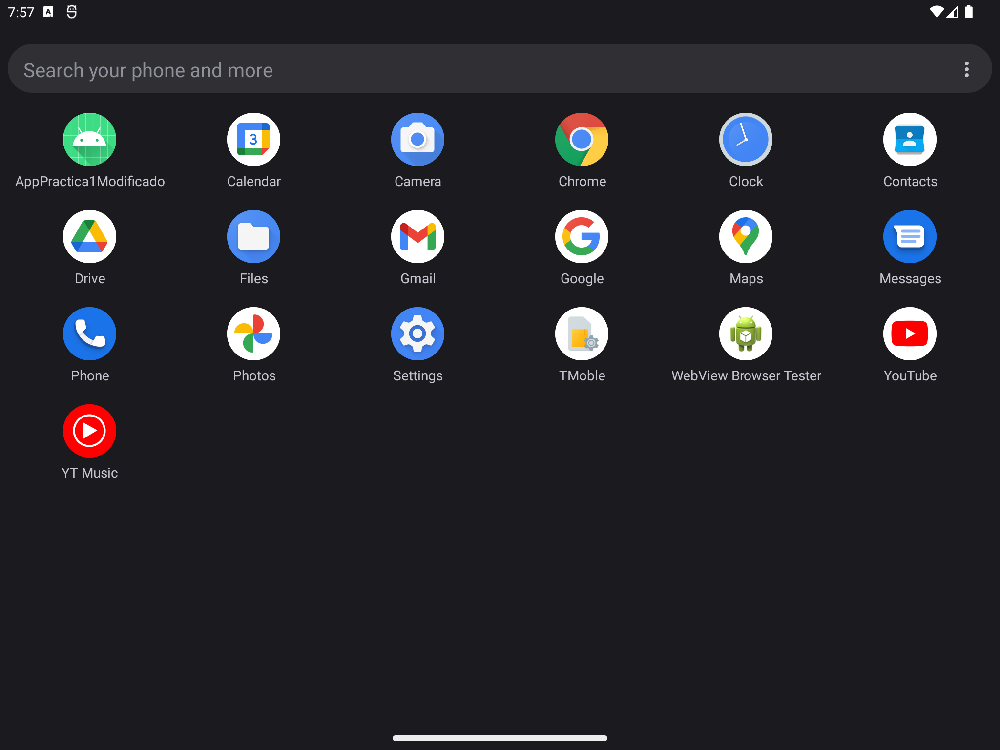 7:57
Search your phone and more
AppPractica1Modificado
Calendar
Camera
Chrome
Clock
Contacts
Drive
Files
Gmail
Google
Maps
Messages
Phone
Photos
Settings
TMoble
WebView Browser Tester
YouTube
YT Music